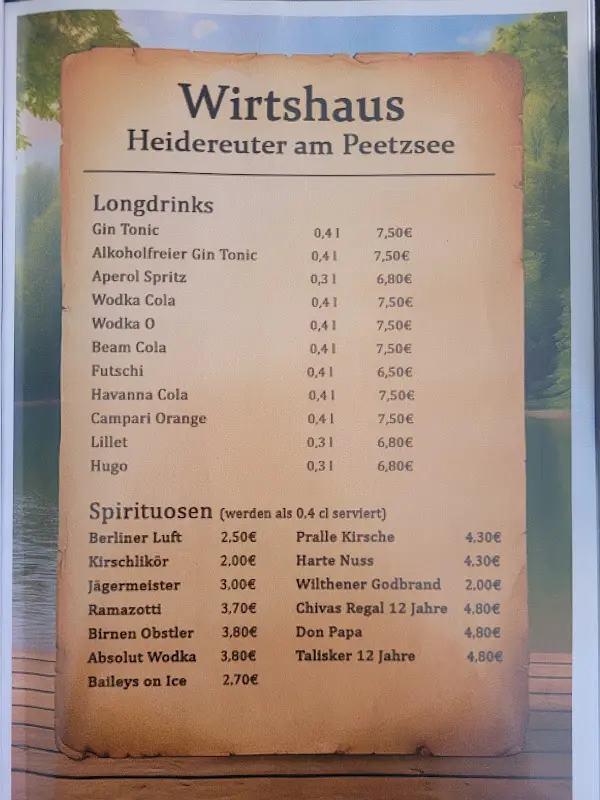 Wirtshaus
Heidereuter am Peetzsee
Longdrinks
Gin Tonic 0,4 l 7,50€
Alkoholfreier Gin Tonic 0,4 l 7,50€
Aperol Spritz 0,3 l 6,80€
Wodka Cola 0,4 l 7,50€
Wodka O 0,4 l 7,50€
Beam Cola 0,4 l 7,50€
Futschi 0,4 l 6,50€
Havanna Cola 0,4 l 7,50€
Campari Orange 0,4 l 7,50€
Lillet 0,3 l 6,80€
Hugo 0,3 l 6,80€
Spirituosen (werden als 0,4 cl serviert)
Berliner Luft 2,50€ Pralle Kirsche 4,30€
Kirschlikör 2,00€ Harte Nuss 4,30€
Jägermeister 3,00€ Wilthener Godbrand 2,00€
Ramazotti 3,70€ Chivas Regal 12 Jahre 4,80€
Birnen Obstler 3,80€ Don Papa 4,80€
Absolut Wodka 3,80€ Talisker 12 Jahre 4,80€
Baileys on Ice 2,70€